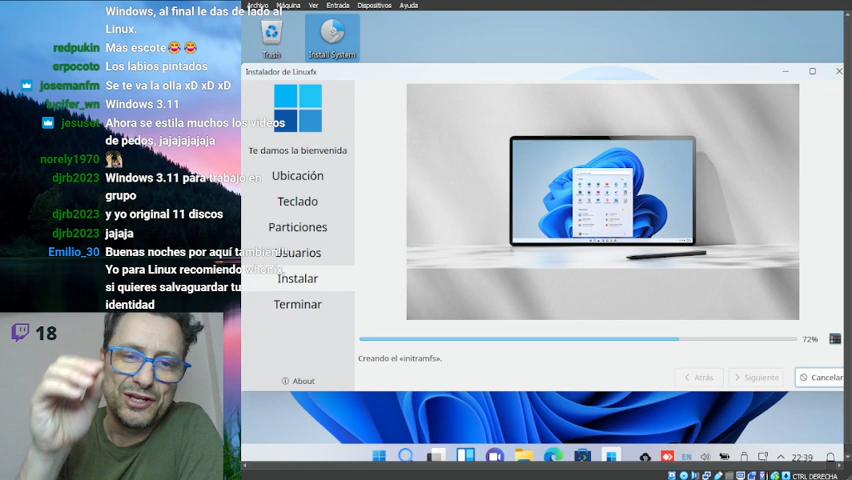 Windows, al final le das de lado al
Linux.
redpukin Más escote🥰🥰
erpocoto Los labios pintados
josemanfm Se te va la olla xD xD xD
lucifer_wn Windows 3.11
jesusol Ahora se estila muchos los vídeos
de pedos, jajajajajaja
norely1970
djrb2023 Windows 3.11 para trabajo en
grupo
djrb2023 y yo original 11 discos
djrb2023 jajaja
Emilio_30 Buenas noches por aquí también!!
Yo para Linux recomiendo whonix,
si quieres salvaguardar tu
identidad
18
Archivo Máquina Ver Entrada Dispositivos Ayuda
Trash
Install System
Instalador de Linuxfx
Te damos la bienvenida
Ubicación
Teclado
Particiones
Usuarios
Instalar
Terminar
About
72%
Creando el «initramfs».
Atrás
Siguiente
Cancelar
EN
22:39
CTRL DERECHA